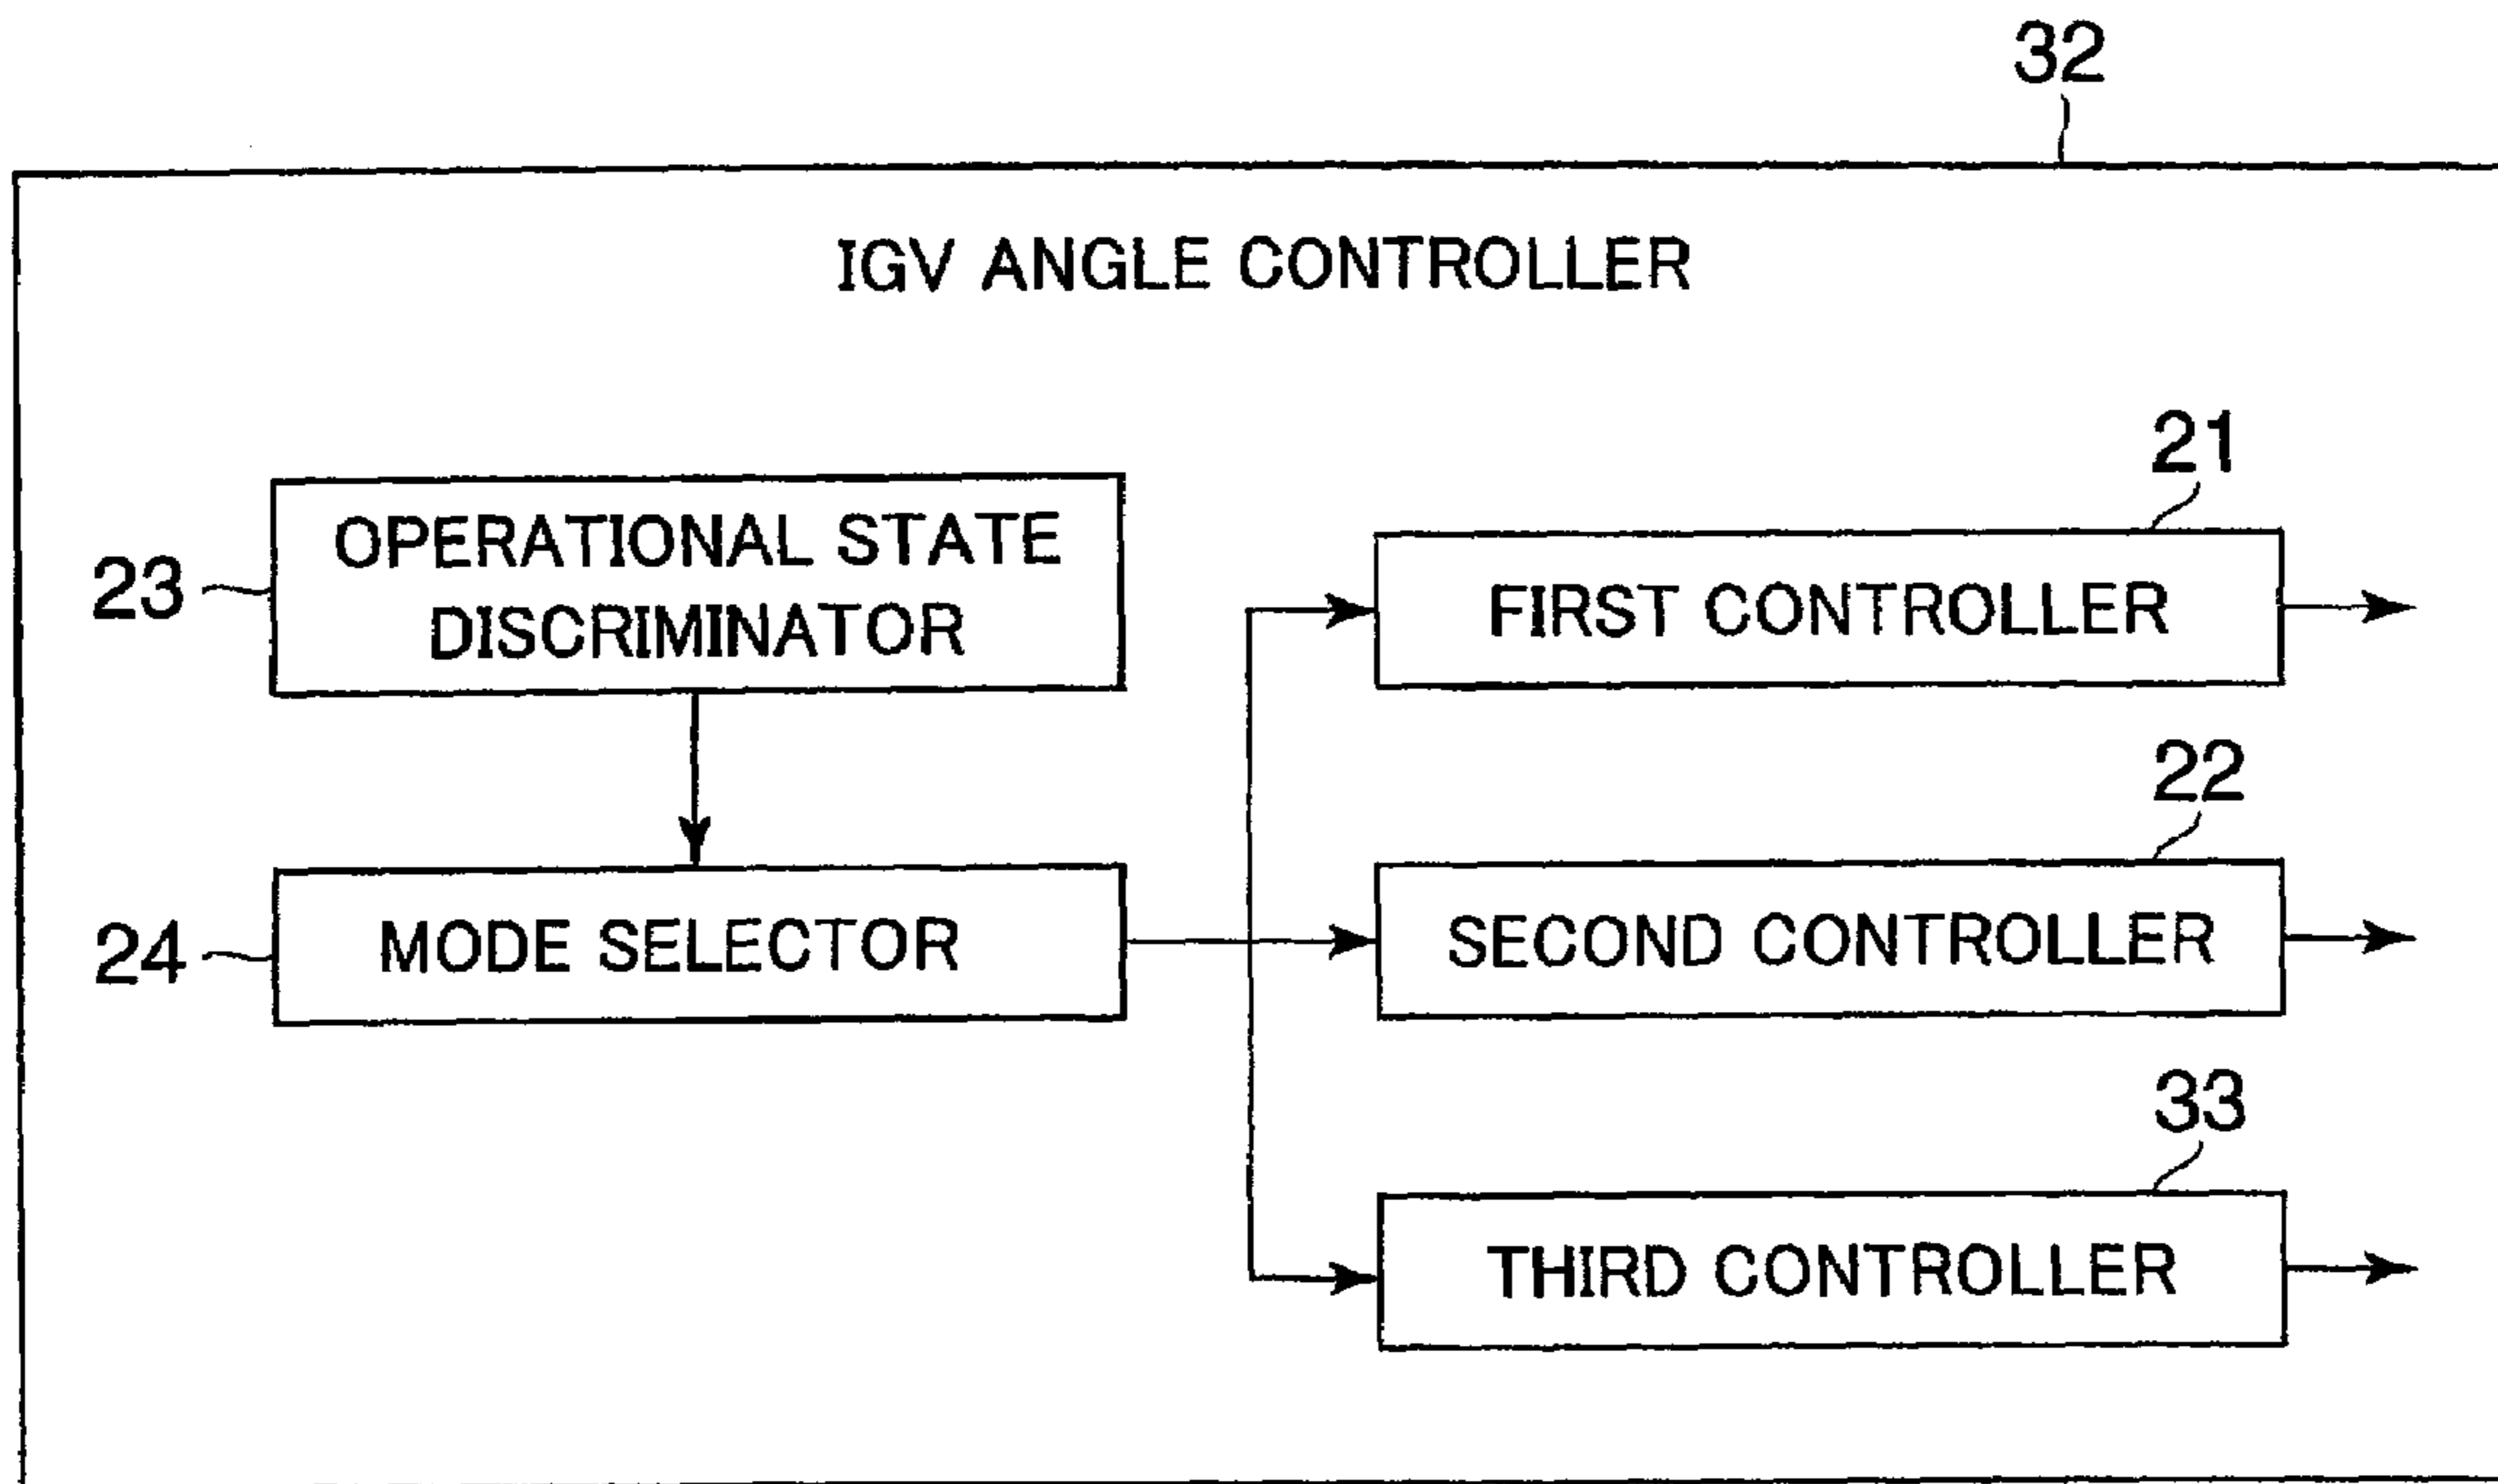 32
IGV ANGLE CONTROLLER
23
OPERATIONAL STATE
DISCRIMINATOR
24
MODE SELECTOR
21
FIRST CONTROLLER
22
SECOND CONTROLLER
33
THIRD CONTROLLER